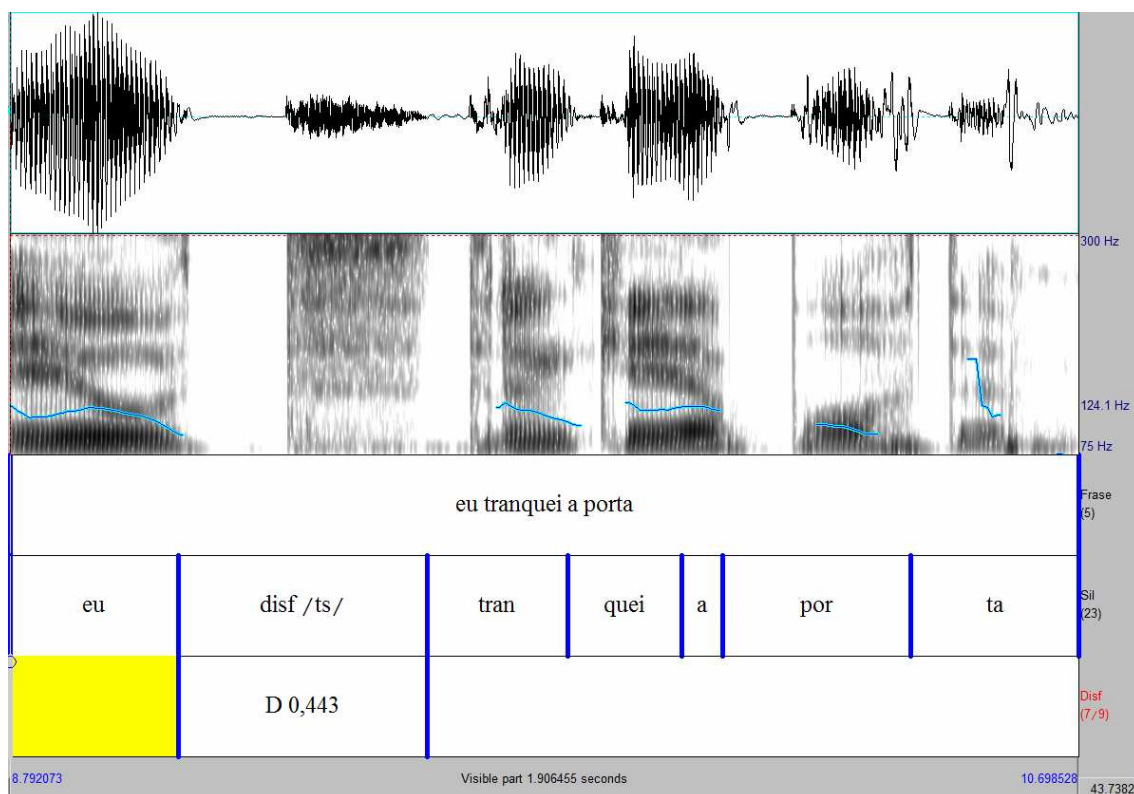 300 Hz
124.1 Hz
75 Hz
eu tranquei a porta
Frase
(5)
eu disf /ts/ tran quei a por ta
Sil
(23)
D 0,443
Disf
(7/9)
8.792073 Visible part 1.906455 seconds 10.698528
43.7382